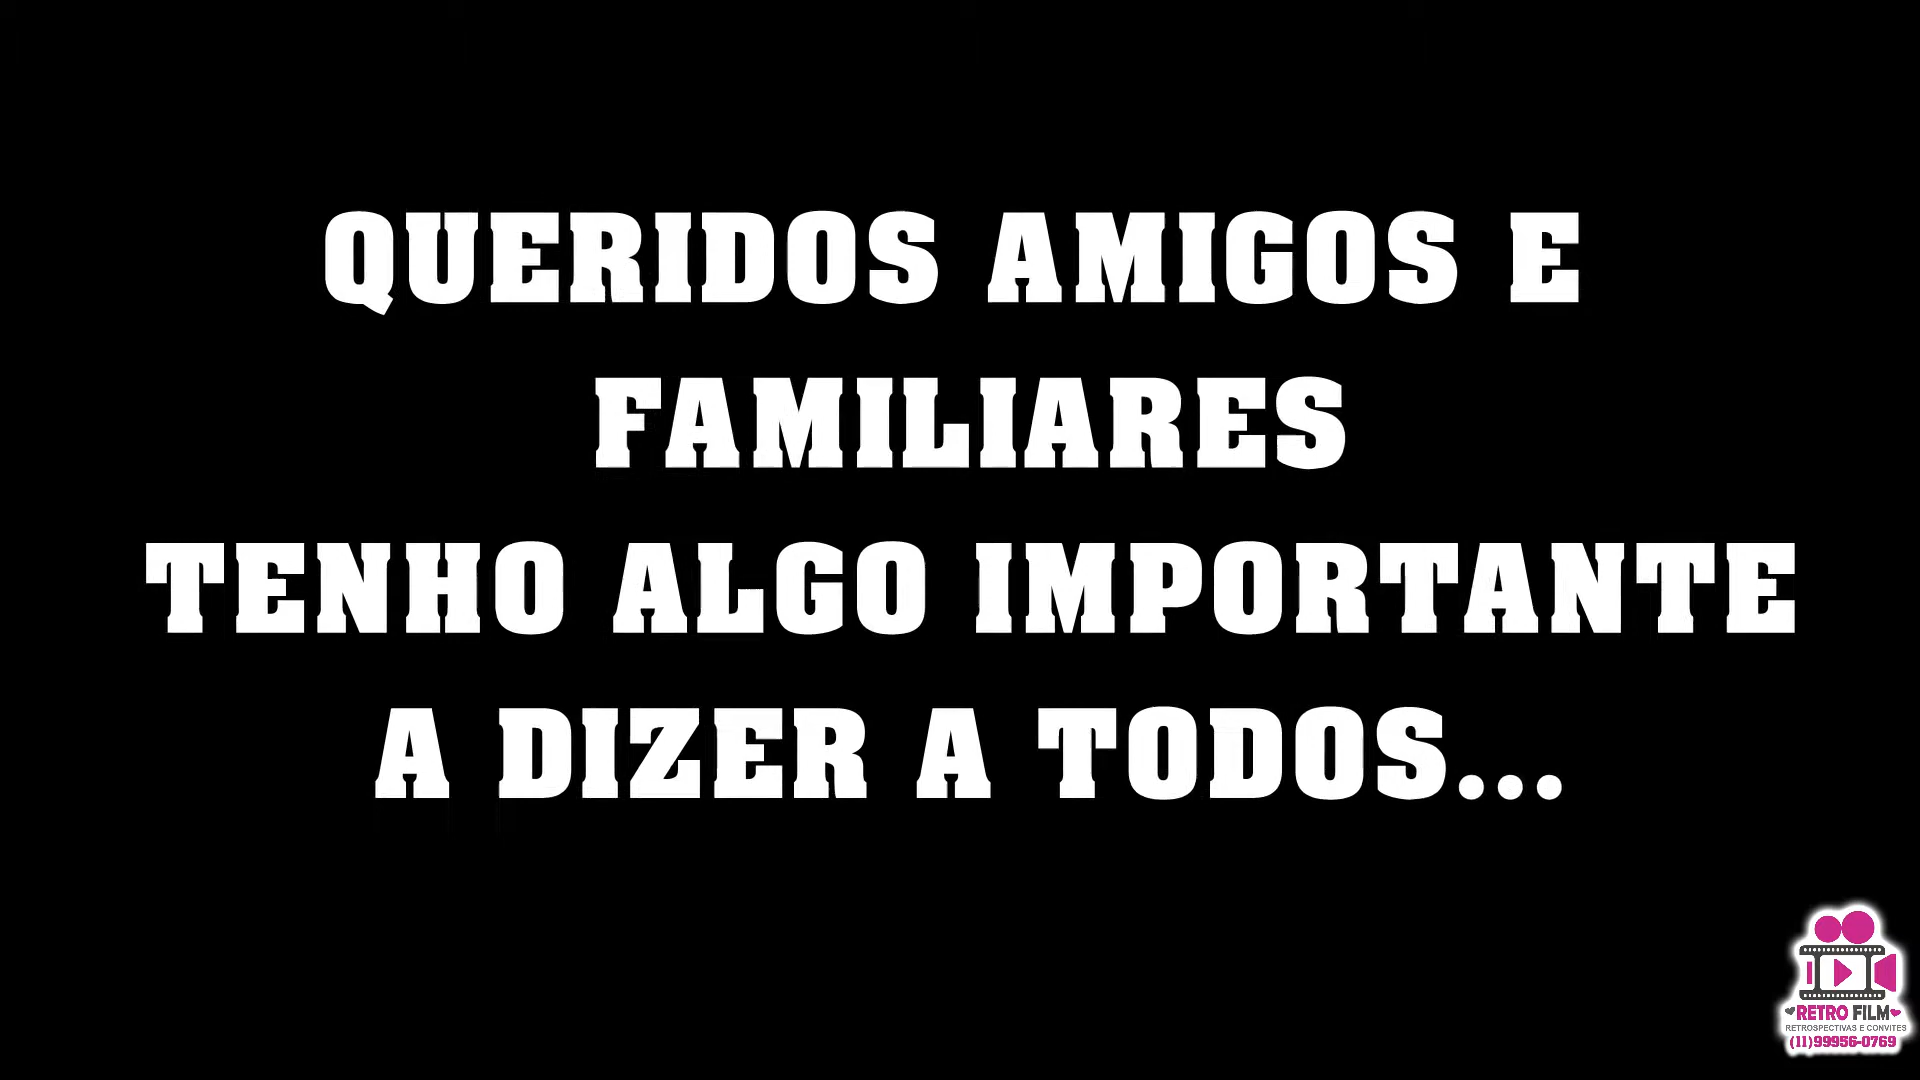 QUERIDOS AMIGOS E
FAMILIARES
TENHO ALGO IMPORTANTE
A DIZER A TODOS...
RETRO FILM
RETROSPECTIVAS E CONVITES
(11)99956-0769